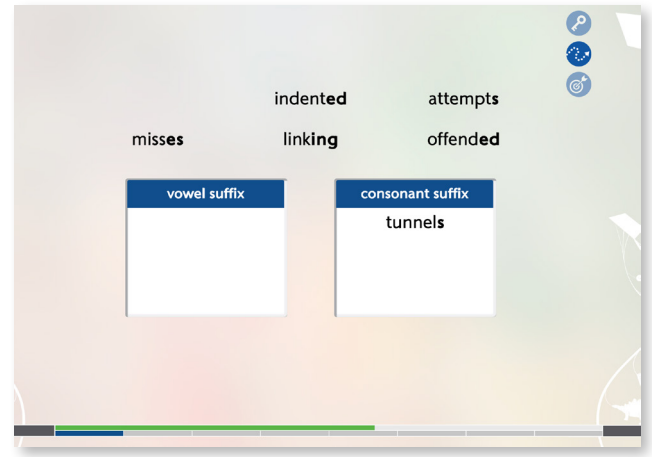 indented attempts
misses linking offended
vowel suffix consonant suffix
tunnels